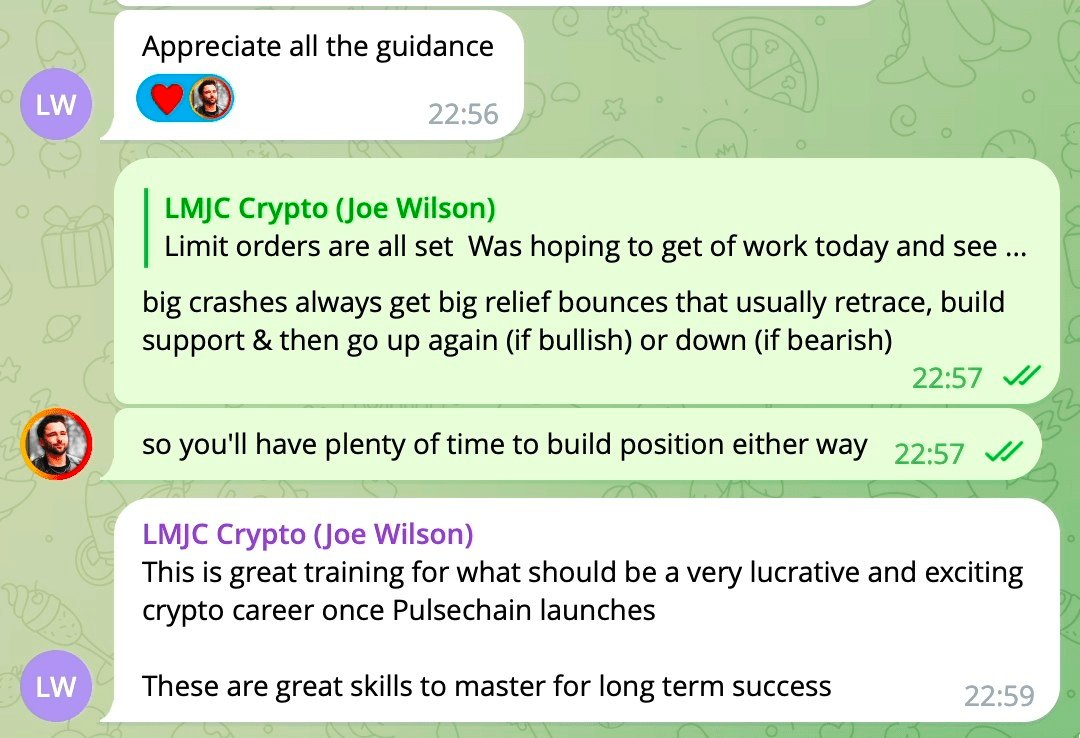 Appreciate all the guidance
LW
22:56
LMJC Crypto (Joe Wilson)
Limit orders are all set  Was hoping to get of work today and see ...
big crashes always get big relief bounces that usually retrace, build
support & then go up again (if bullish) or down (if bearish)
22:57
so you'll have plenty of time to build position either way 22:57
LMJC Crypto (Joe Wilson)
This is great training for what should be a very lucrative and exciting
crypto career once Pulsechain launches
These are great skills to master for long term success
LW
22:59